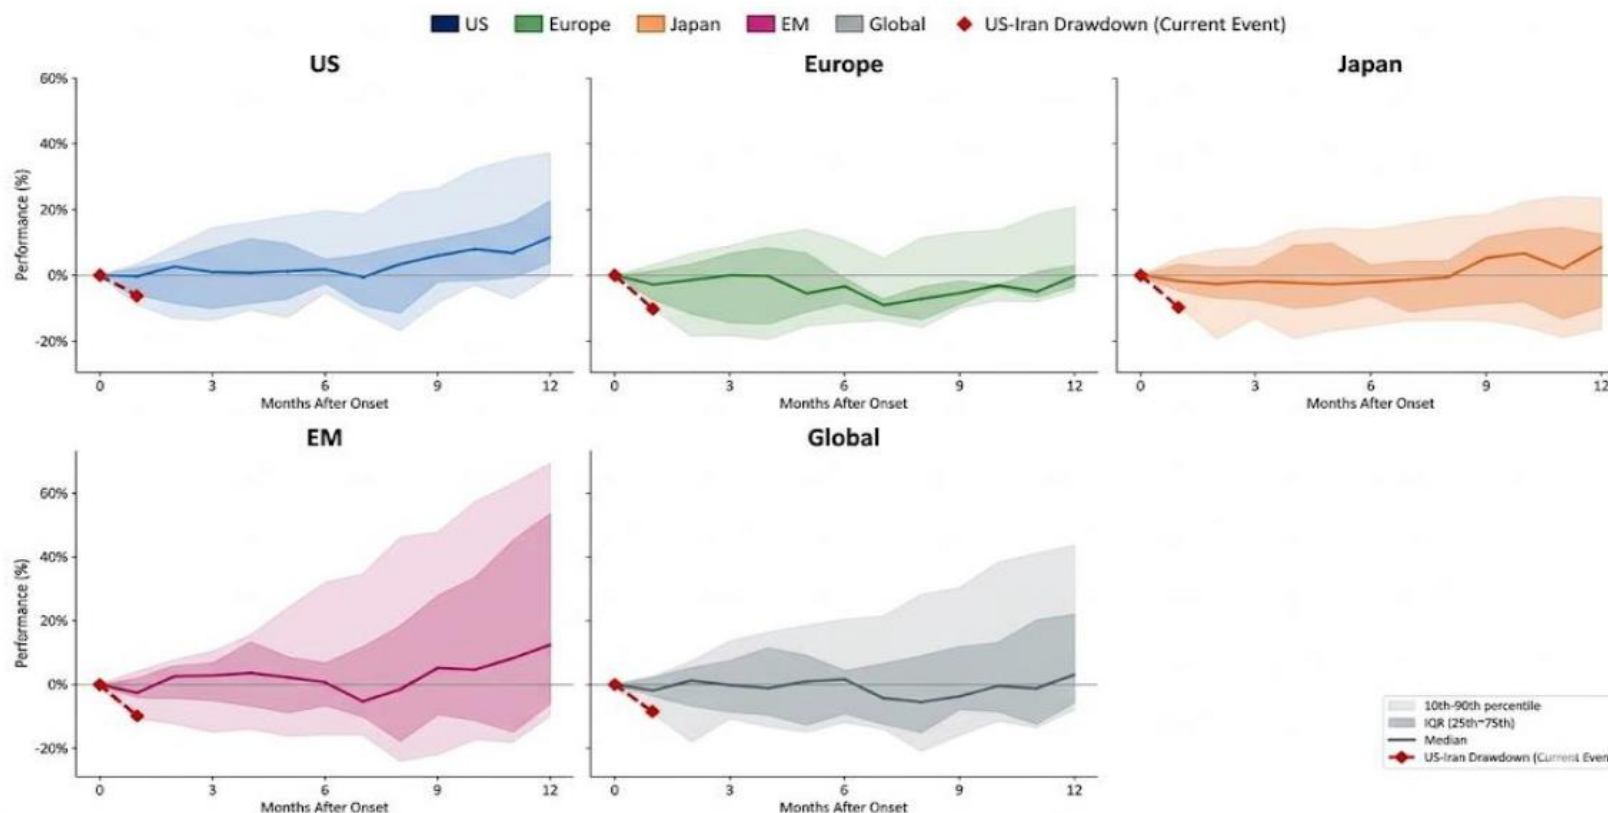 US Europe Japan EM Global US-Iran Drawdown (Current Event)
US Europe Japan
60%
40%
20%
0%
-20%
Performance (%)
0 3 6 9 12 0 3 6 9 12 0 3 6 9 12
Months After Onset Months After Onset Months After Onset
EM Global
60%
40%
20%
0%
-20%
Performance (%)
0 3 6 9 12 0 3 6 9 12
Months After Onset Months After Onset
10th-90th percentile
IQR (25th-75th)
Median
US-Iran Drawdown (Current Even